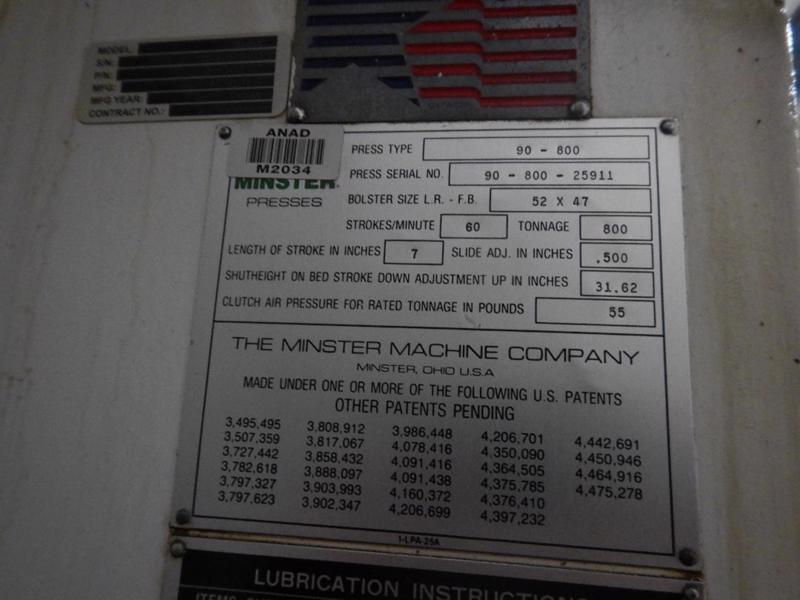 MODEL:
S/N:
P/N:
MFG:
MFG YEAR:
CONTRACT NO.:
ANAD
M2034
MINSTER
PRESSES
PRESS TYPE 90 - 800
PRESS SERIAL NO. 90 - 800 - 25911
BOLSTER SIZE L.R. - F.B. 52 X 47
STROKES/MINUTE 60 TONNAGE 800
LENGTH OF STROKE IN INCHES 7 SLIDE ADJ. IN INCHES .500
SHUTHEIGHT ON BED STROKE DOWN ADJUSTMENT UP IN INCHES 31.62
CLUTCH AIR PRESSURE FOR RATED TONNAGE IN POUNDS 55
THE MINSTER MACHINE COMPANY
MINSTER, OHIO U.S.A
MADE UNDER ONE OR MORE OF THE FOLLOWING U.S. PATENTS
OTHER PATENTS PENDING
3,495,495 3,808,912 3,986,448 4,206,701 4,442,691
3,507,359 3,817,067 4,078,416 4,350,090 4,450,946
3,727,442 3,858,432 4,091,416 4,364,505 4,464,916
3,782,618 3,888,097 4,091,438 4,375,785 4,475,278
3,797,327 3,903,993 4,160,372 4,376,410
3,797,623 3,902,347 4,206,699 4,397,232
1-LPA-25A
LUBRICATION INSTRUCTION